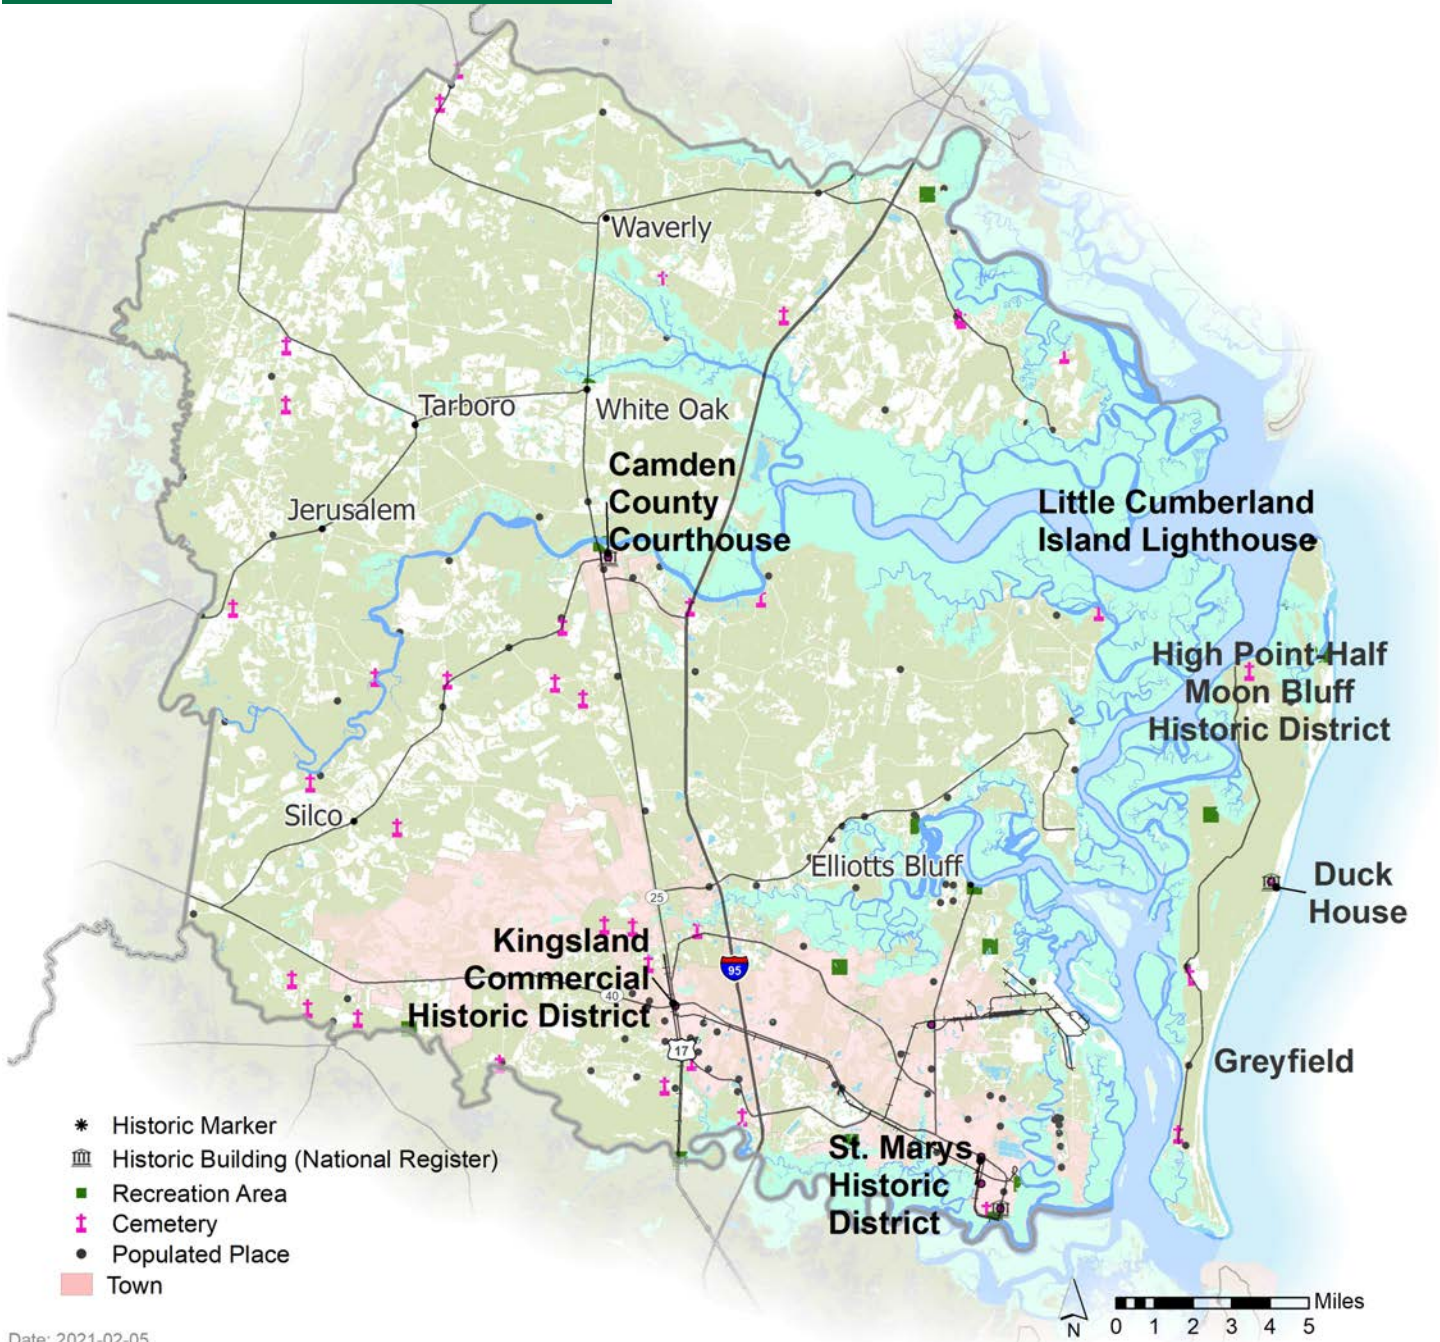 Waverly
Tarboro
White Oak
Camden
County
Courthouse
Little Cumberland
Island Lighthouse
Jerusalem
High Point-Half
Moon Bluff
Historic District
Silco
Elliotts Bluff
Duck
House
25
Kingsland
Commercial
Historic District
95
40
17
Greyfield
St. Marys
Historic
District
Historic Marker
Historic Building (National Register)
Recreation Area
Cemetery
Populated Place
Town
Miles
N
0 1 2 3 4 5
Date: 2021-02-05